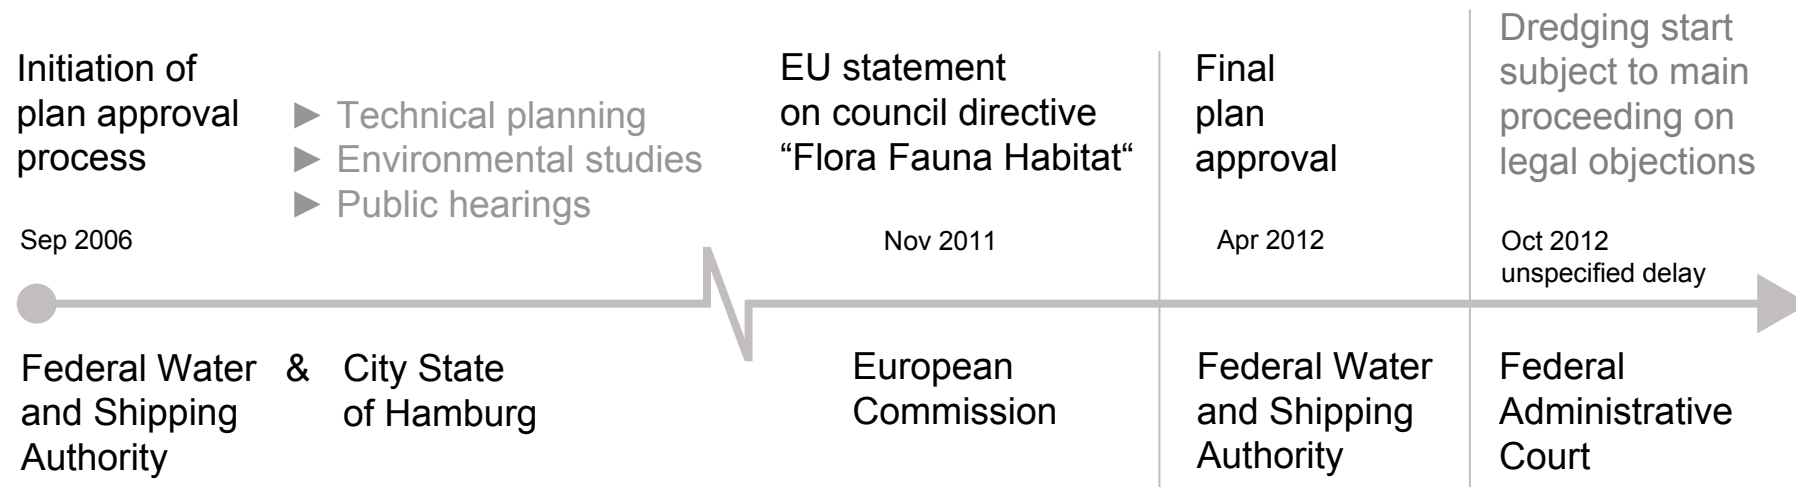 Initiation of
plan approval
process
► Technical planning
► Environmental studies
► Public hearings
Sep 2006
EU statement
on council directive
“Flora Fauna Habitat“
Nov 2011
Final
plan
approval
Apr 2012
Dredging start
subject to main
proceeding on
legal objections
Oct 2012
unspecified delay
Federal Water
and Shipping
Authority
&
City State
of Hamburg
European
Commission
Federal Water
and Shipping
Authority
Federal
Administrative
Court